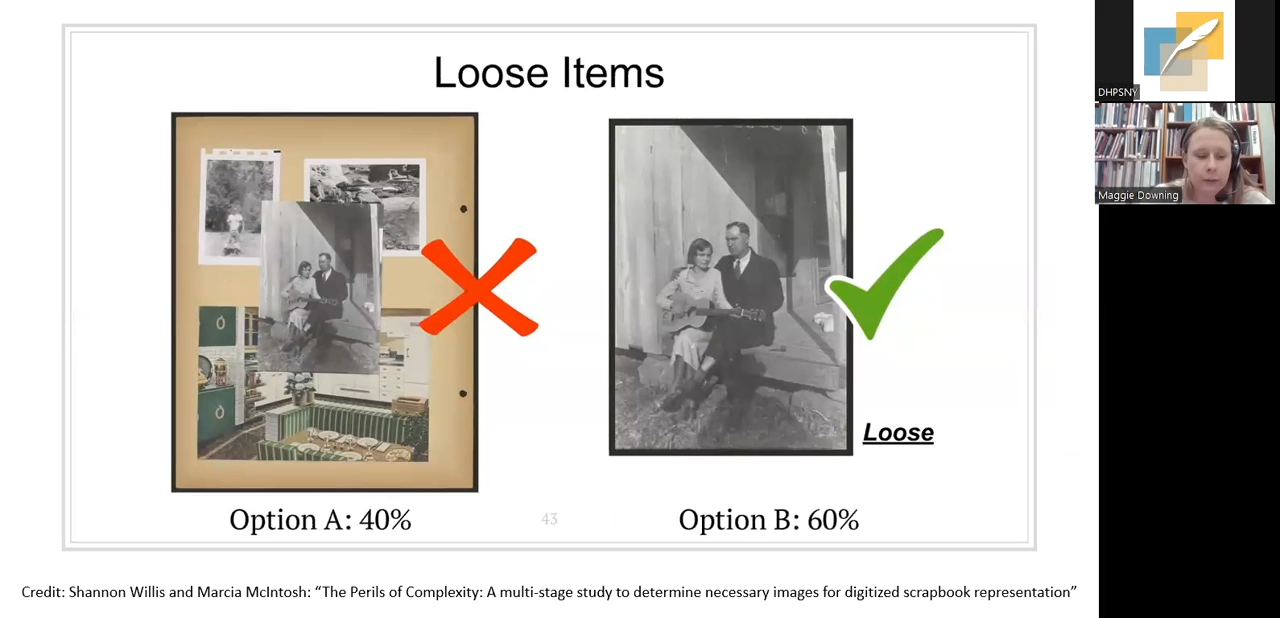 Loose Items
Loose
Option A: 40%
43
Option B: 60%
Credit: Shannon Willis and Marcia McIntosh: “The Perils of Complexity: A multi-stage study to determine necessary images for digitized scrapbook representation”
DHPSNY
Maggie Downing